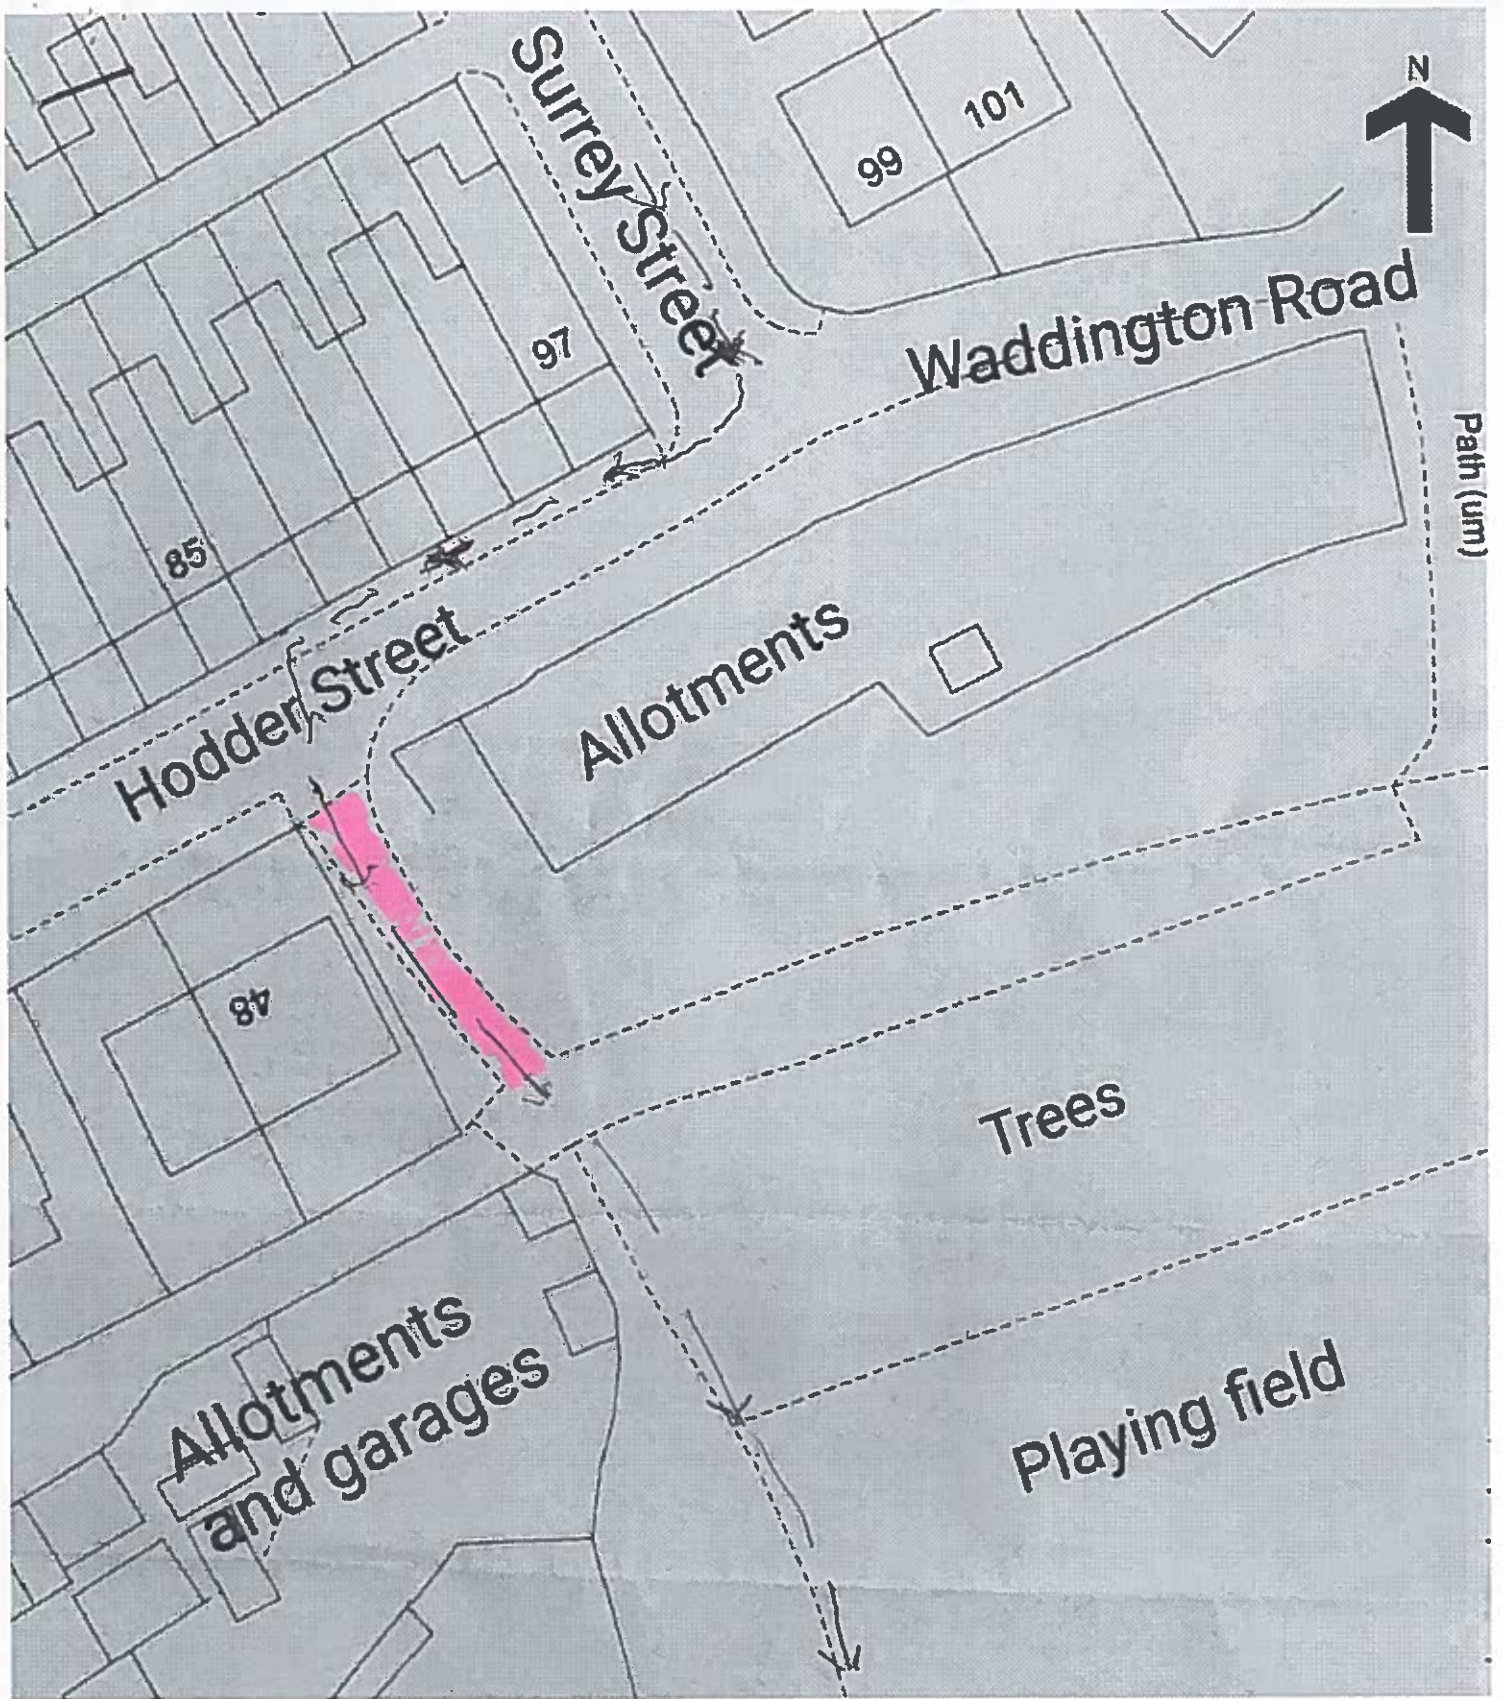 Surrey Street
N
101
99
Waddington Road
97
Path (um)
85
Allotments
Hodder Street
48
Trees
Allotments
and garages
Playing field